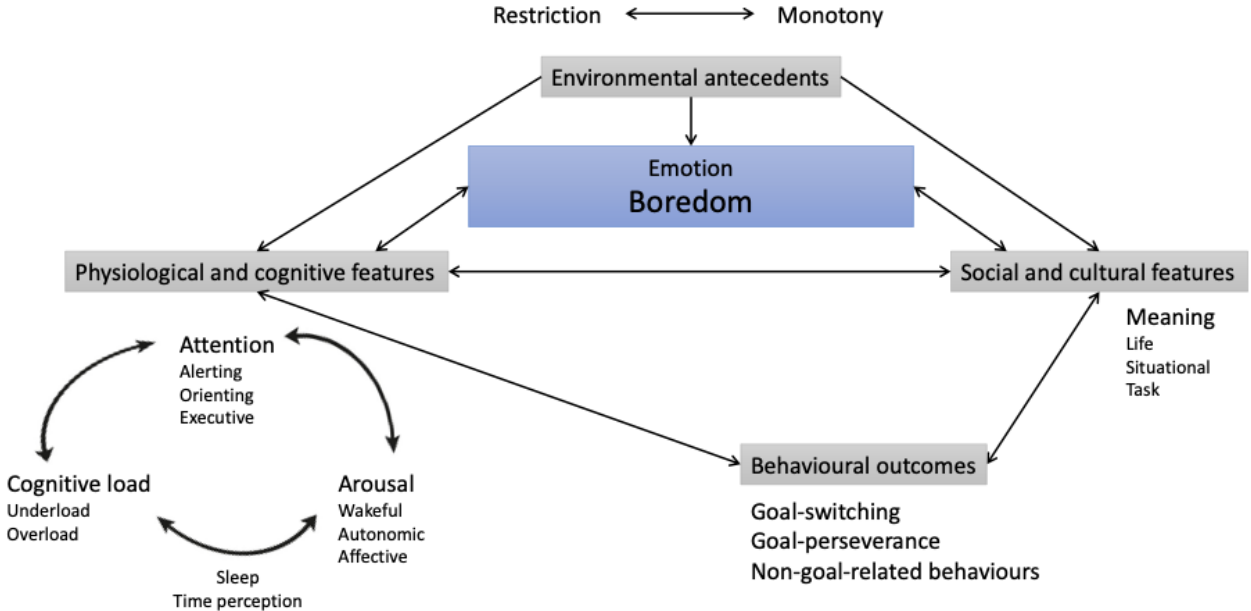 Restriction
Monotony
Environmental antecedents
Emotion
Boredom
Physiological and cognitive features
Social and cultural features
Attention
Alerting
Orienting
Executive
Cognitive load
Underload
Overload
Arousal
Wakeful
Autonomic
Affective
Sleep
Time perception
Meaning
Life
Situational
Task
Behavioural outcomes
Goal-switching
Goal-perseverance
Non-goal-related behaviours